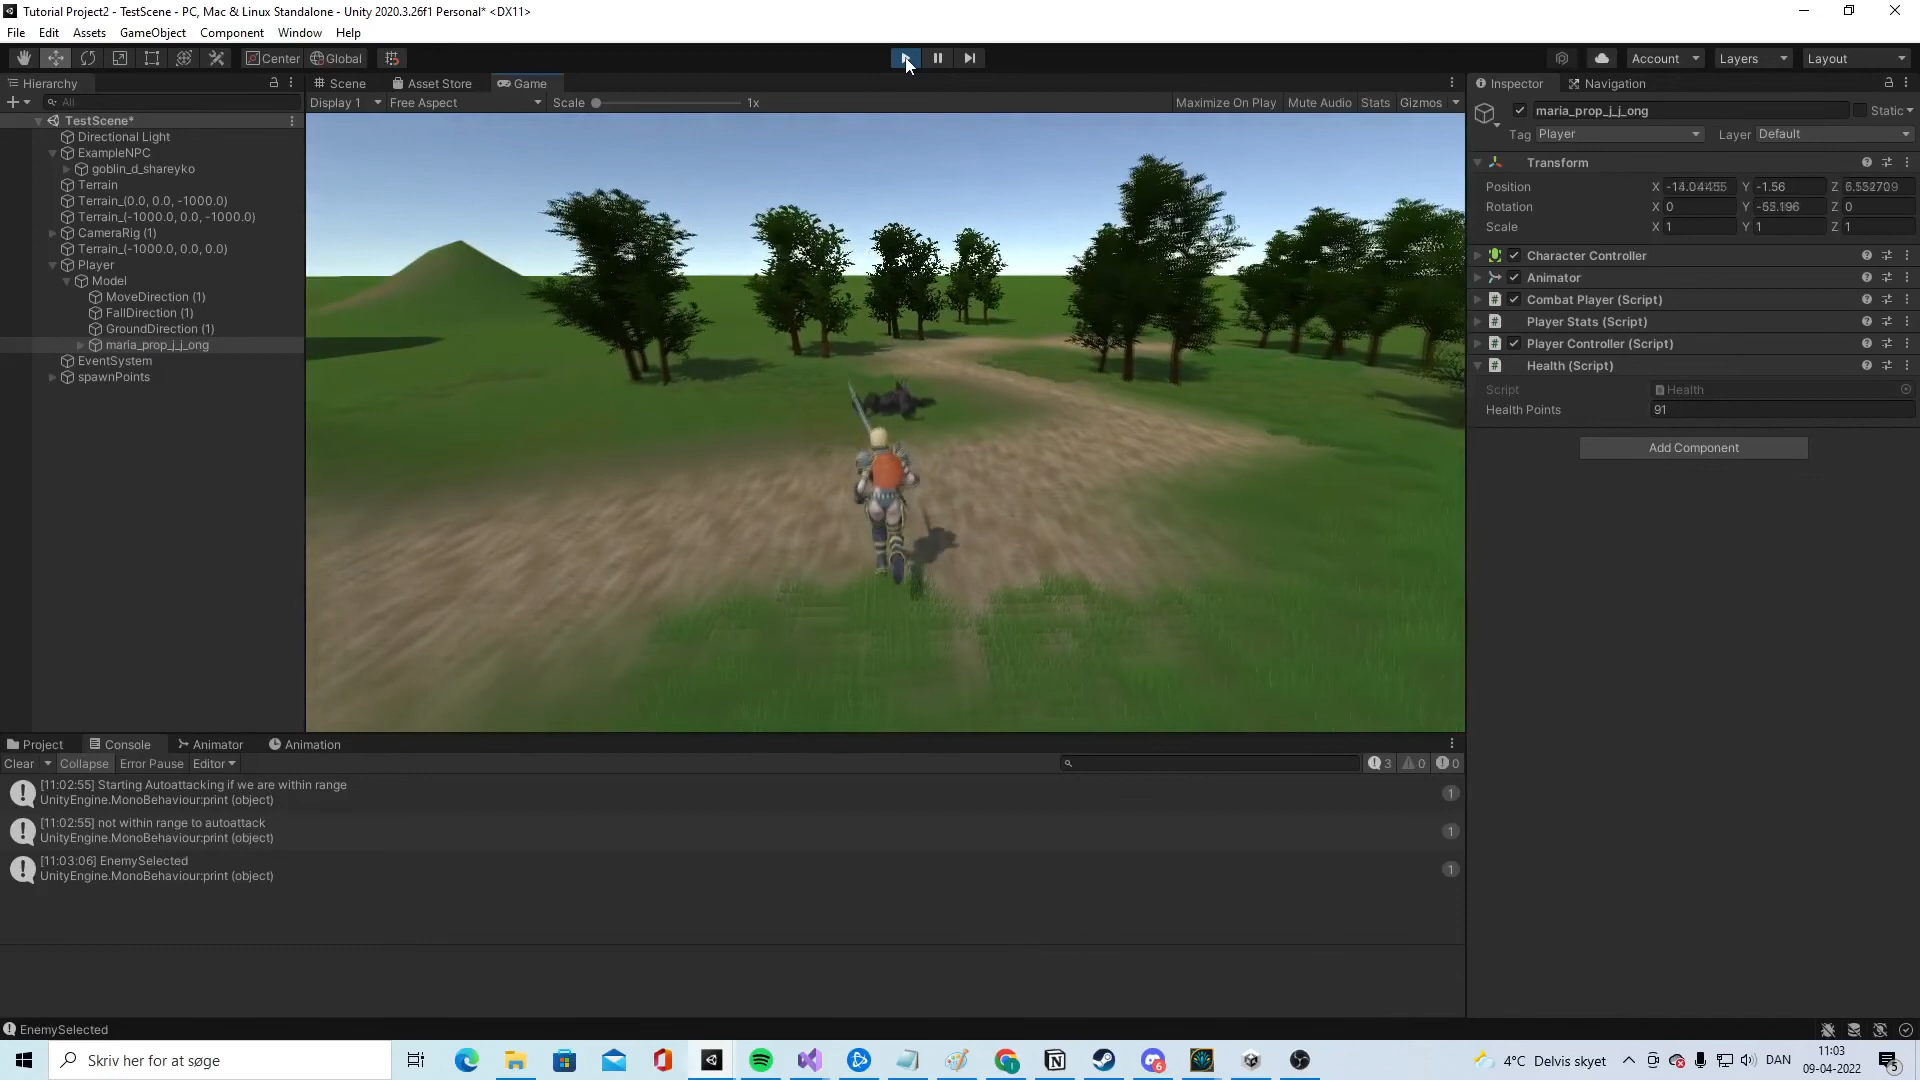 Tutorial Project2 - TestScene - PC, Mac & Linux Standalone - Unity 2020.3.26f1 Personal* <DX11>
File Edit Assets GameObject Component Window Help
Center Global Account Layers Layout
Hierarchy
All
TestScene*
Directional Light
ExampleNPC
goblin_d_shareyko
Terrain
Terrain_(0.0, 0.0, -1000.0)
Terrain_(-1000.0, 0.0, -1000.0)
CameraRig (1)
Terrain_(-1000.0, 0.0, 0.0)
Player
Model
MoveDirection (1)
FallDirection (1)
GroundDirection (1)
maria_prop_j_j_ong
EventSystem
spawnPoints
Scene Asset Store Game
Display 1 Free Aspect Scale 1x Maximize On Play Mute Audio Stats Gizmos
Inspector Navigation
maria_prop_j_j_ong Static
Tag Player Layer Default
Transform
Position X Y -1.56 Z
Rotation X 0 Y Z 0
Scale X 1 Y 1 Z 1
Character Controller
Animator
Combat Player (Script)
Player Stats (Script)
Player Controller (Script)
Health (Script)
Script Health
Health Points 91
Add Component
Project Console Animator Animation
Clear Collapse Error Pause Editor 3 0 0
[11:02:55] Starting Autoattacking if we are within range
UnityEngine.MonoBehaviour:print (object)
1
[11:02:55] not within range to autoattack
UnityEngine.MonoBehaviour:print (object)
1
[11:03:06] EnemySelected
UnityEngine.MonoBehaviour:print (object)
1
EnemySelected
Skriv her for at søge
4°C Delvis skyet DAN
11:03
09-04-2022
5
6